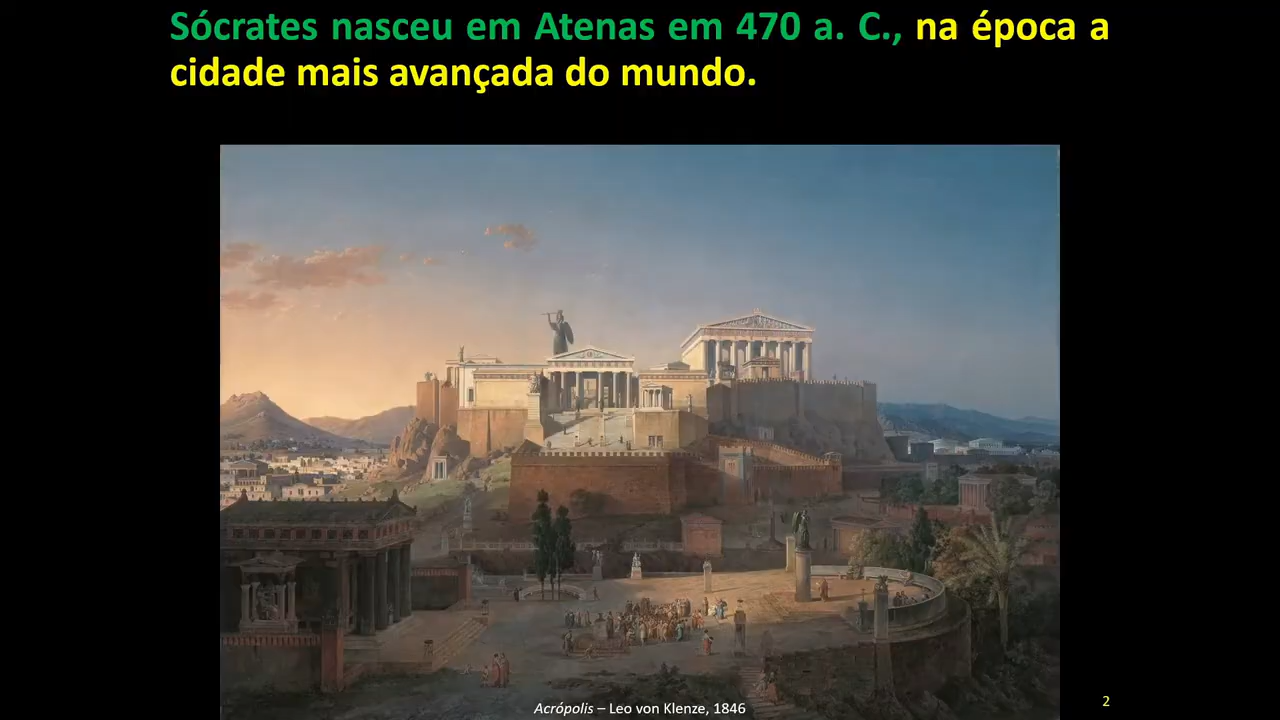 Sócrates nasceu em Atenas em 470 a. C., na época a
cidade mais avançada do mundo.
Acrópolis – Leo von Klenze, 1846
2